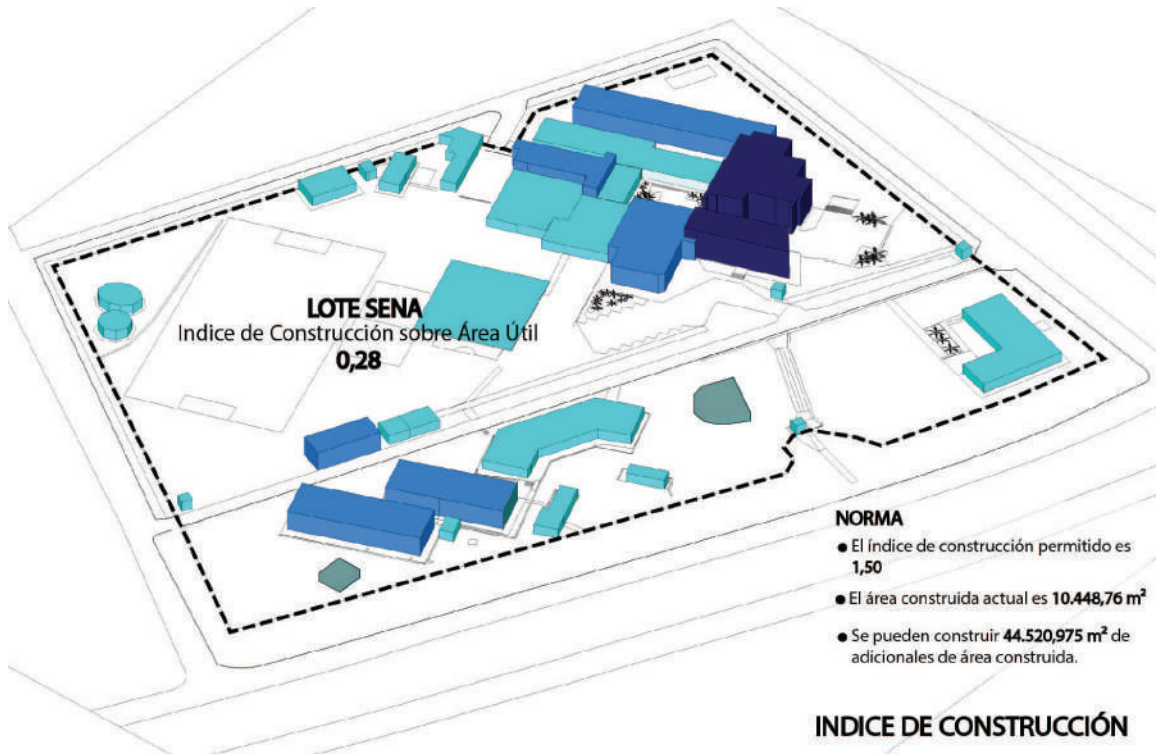 LOTE SENA
Indice de Construcción sobre Área Útil
0,28
NORMA
● El índice de construcción permitido es
1,50
● El área construida actual es 10.448,76 m²
● Se pueden construir 44.520,975 m² de
adicionales de área construida.
INDICE DE CONSTRUCCIÓN